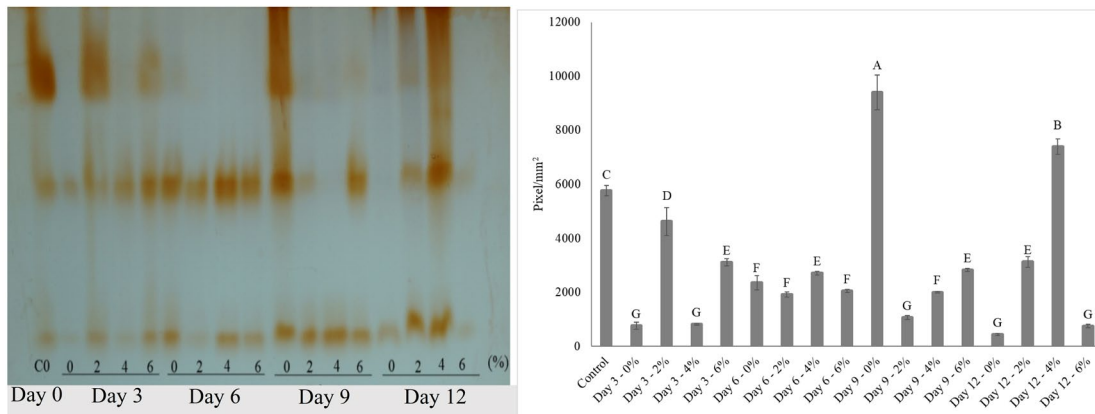 C0 0 2 4 6 0 2 4 6 0 2 4 6 0 2 4 6 (%)
Day 0 Day 3 Day 6 Day 9 Day 12
12000
10000
8000
6000
4000
2000
0
Pixel/mm²
C
G
D
G
E
F
F
E
F
A
G
F
E
G
E
B
G
Control
Day 3 - 0%
Day 3 - 2%
Day 3 - 4%
Day 3 - 6%
Day 6 - 0%
Day 6 - 2%
Day 6 - 4%
Day 6 - 6%
Day 9 - 0%
Day 9 - 2%
Day 9 - 4%
Day 9 - 6%
Day 12 - 0%
Day 12 - 2%
Day 12 - 4%
Day 12 - 6%